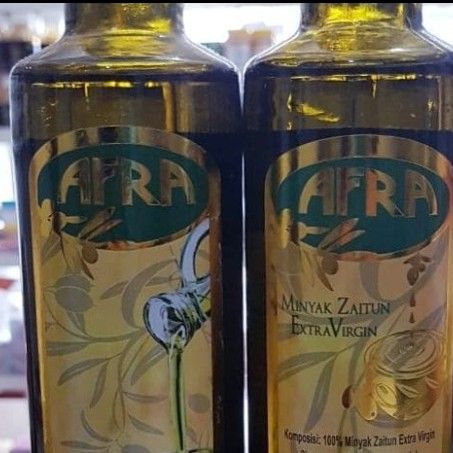 AFRA
AFRA
MINYAK ZAITUN
EXTRA VIRGIN
Komposisi: 100% Minyak Zaitun Extra Virgin